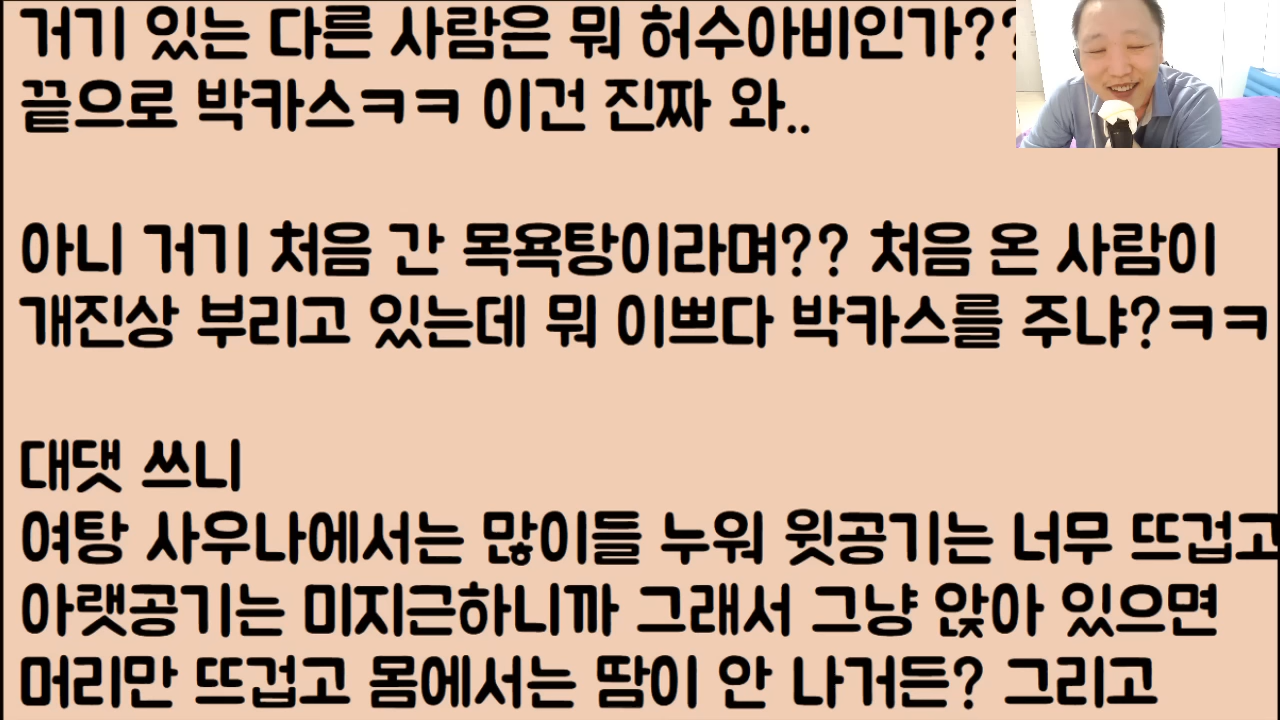 거기 있는 다른 사람은 뭐 허수아비인가??
끝으로 박카스ㅋㅋ 이건 진짜 와..
아니 거기 처음 간 목욕탕이라며?? 처음 온 사람이
개진상 부리고 있는데 뭐 이쁘다 박카스를 주냐?ㅋㅋ
대댓 쓰니
여탕 사우나에서는 많이들 누워 윗공기는 너무 뜨겁고
아랫공기는 미지근하니까 그래서 그냥 앉아 있으면
머리만 뜨겁고 몸에서는 땀이 안 나거든? 그리고